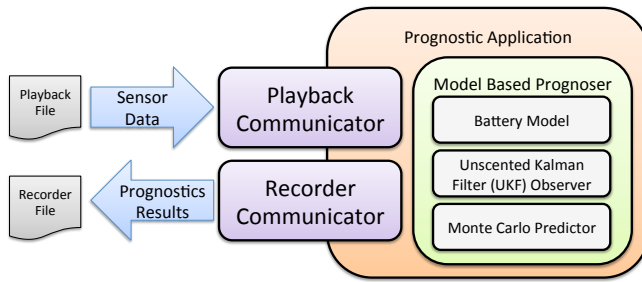 Prognostic Application
Playback
File
Sensor
Data
Playback
Communicator
Model Based Prognoser
Battery Model
Unscented Kalman
Filter (UKF) Observer
Monte Carlo Predictor
Recorder
File
Prognostics
Results
Recorder
Communicator